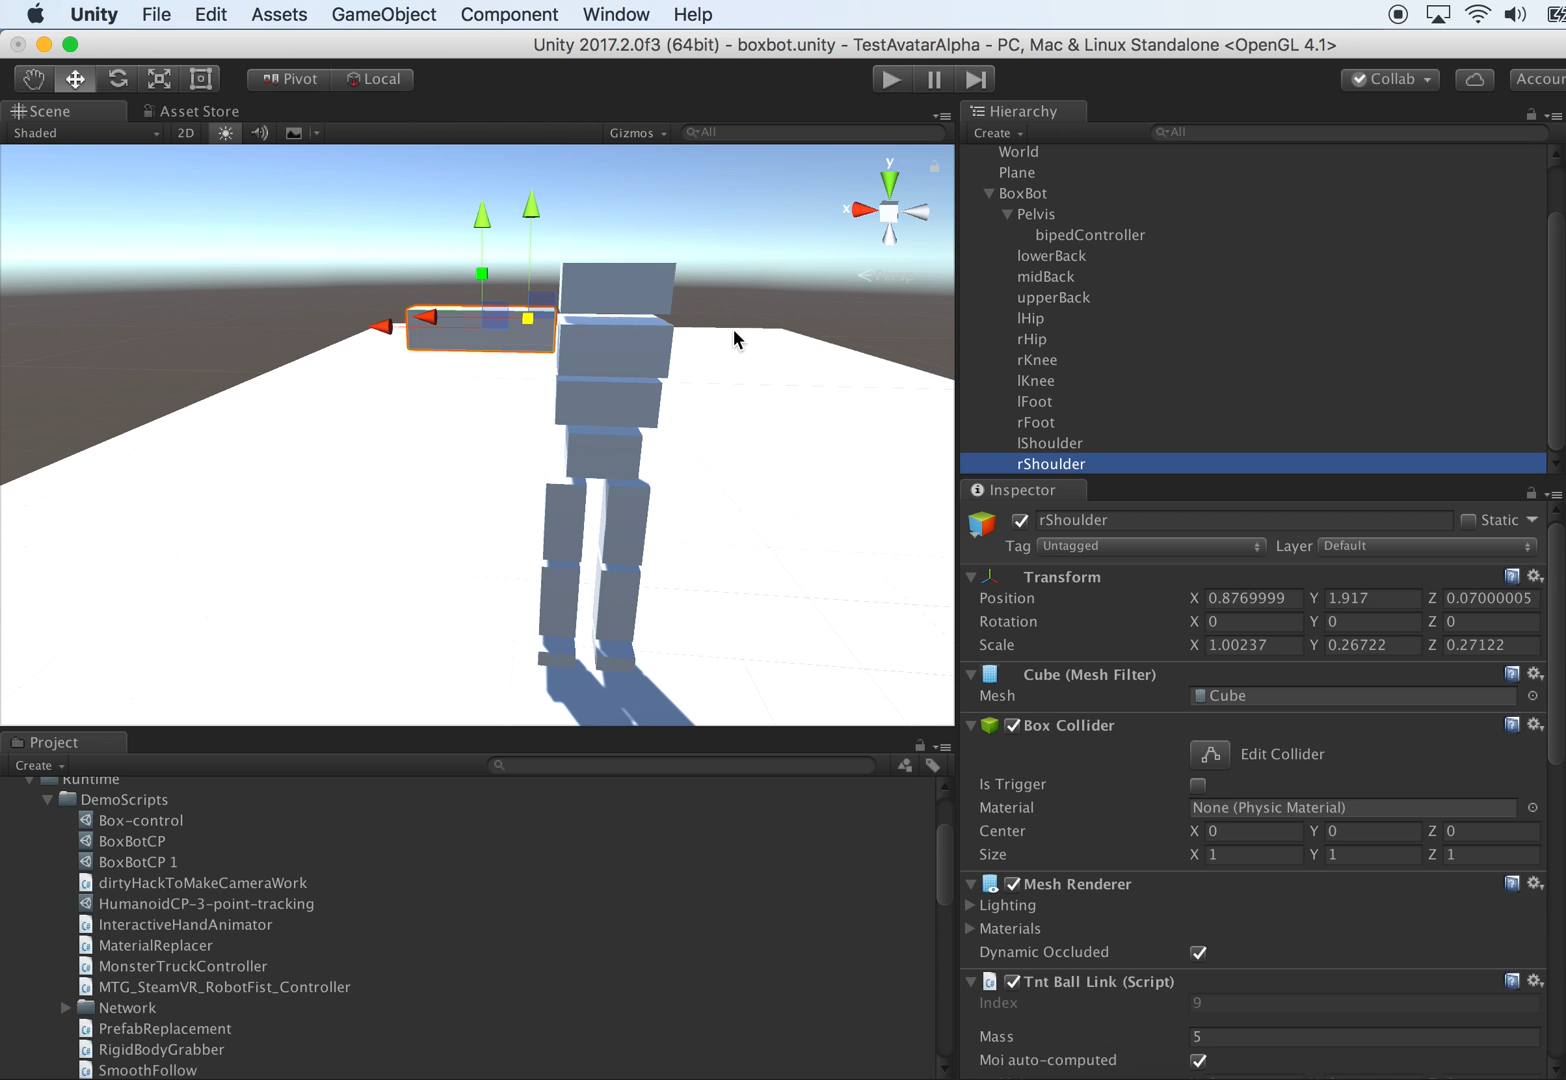 Unity File Edit Assets GameObject Component Window Help
Unity 2017.2.0f3 (64bit) - boxbot.unity - TestAvatarAlpha - PC, Mac & Linux Standalone <OpenGL 4.1>
Pivot Local Collab Accour
Scene Asset Store
Shaded 2D Gizmos All
y
x
Persp
Hierarchy
Create All
World
Plane
BoxBot
Pelvis
bipedController
lowerBack
midBack
upperBack
lHip
rHip
rKnee
lKnee
lFoot
rFoot
lShoulder
rShoulder
Inspector
rShoulder Static
Tag Untagged Layer Default
Transform
Position X 0.8769999 Y 1.917 Z 0.07000005
Rotation X 0 Y 0 Z 0
Scale X 1.00237 Y 0.26722 Z 0.27122
Cube (Mesh Filter)
Mesh Cube
Box Collider
Edit Collider
Is Trigger
Material None (Physic Material)
Center X 0 Y 0 Z 0
Size X 1 Y 1 Z 1
Mesh Renderer
Lighting
Materials
Dynamic Occluded
Tnt Ball Link (Script)
Index 9
Mass 5
Moi auto-computed
Project
Create
Runtime
DemoScripts
Box-control
BoxBotCP
BoxBotCP 1
dirtyHackToMakeCameraWork
HumanoidCP-3-point-tracking
InteractiveHandAnimator
MaterialReplacer
MonsterTruckController
MTG_SteamVR_RobotFist_Controller
Network
PrefabReplacement
RigidBodyGrabber
SmoothFollow